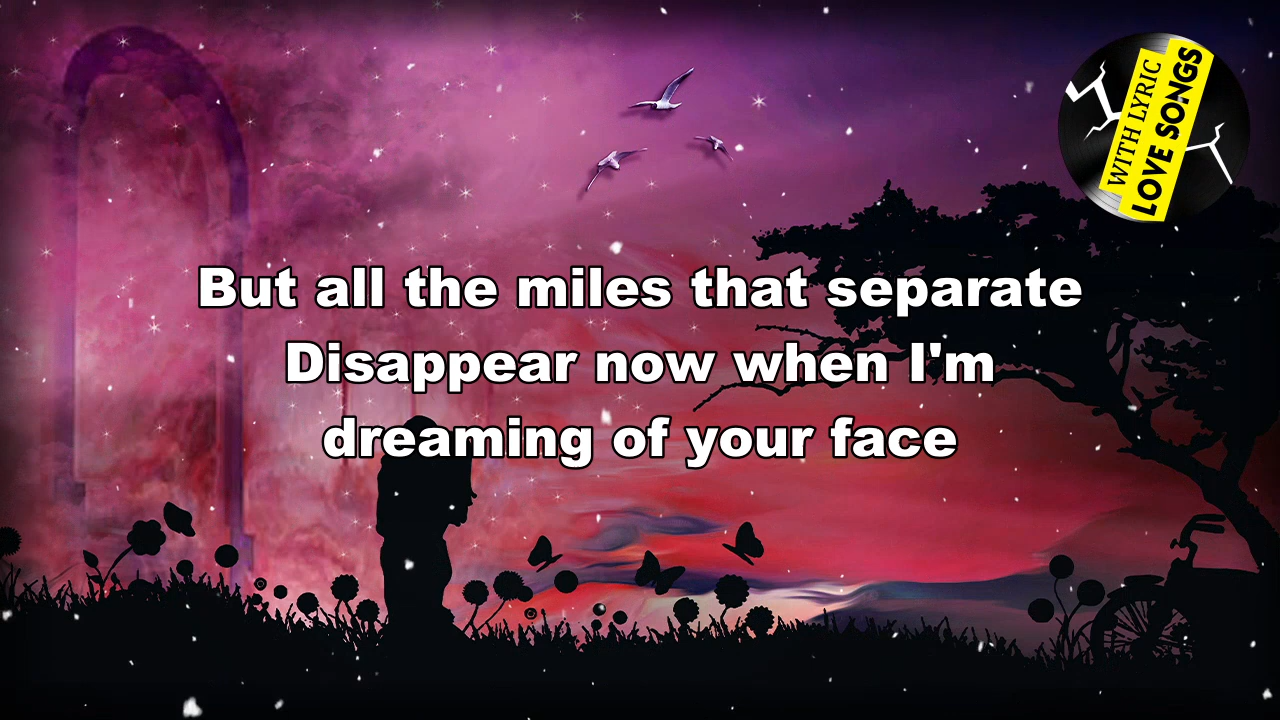 WITH LYRIC
LOVE SONGS
But all the miles that separate
Disappear now when I'm
dreaming of your face